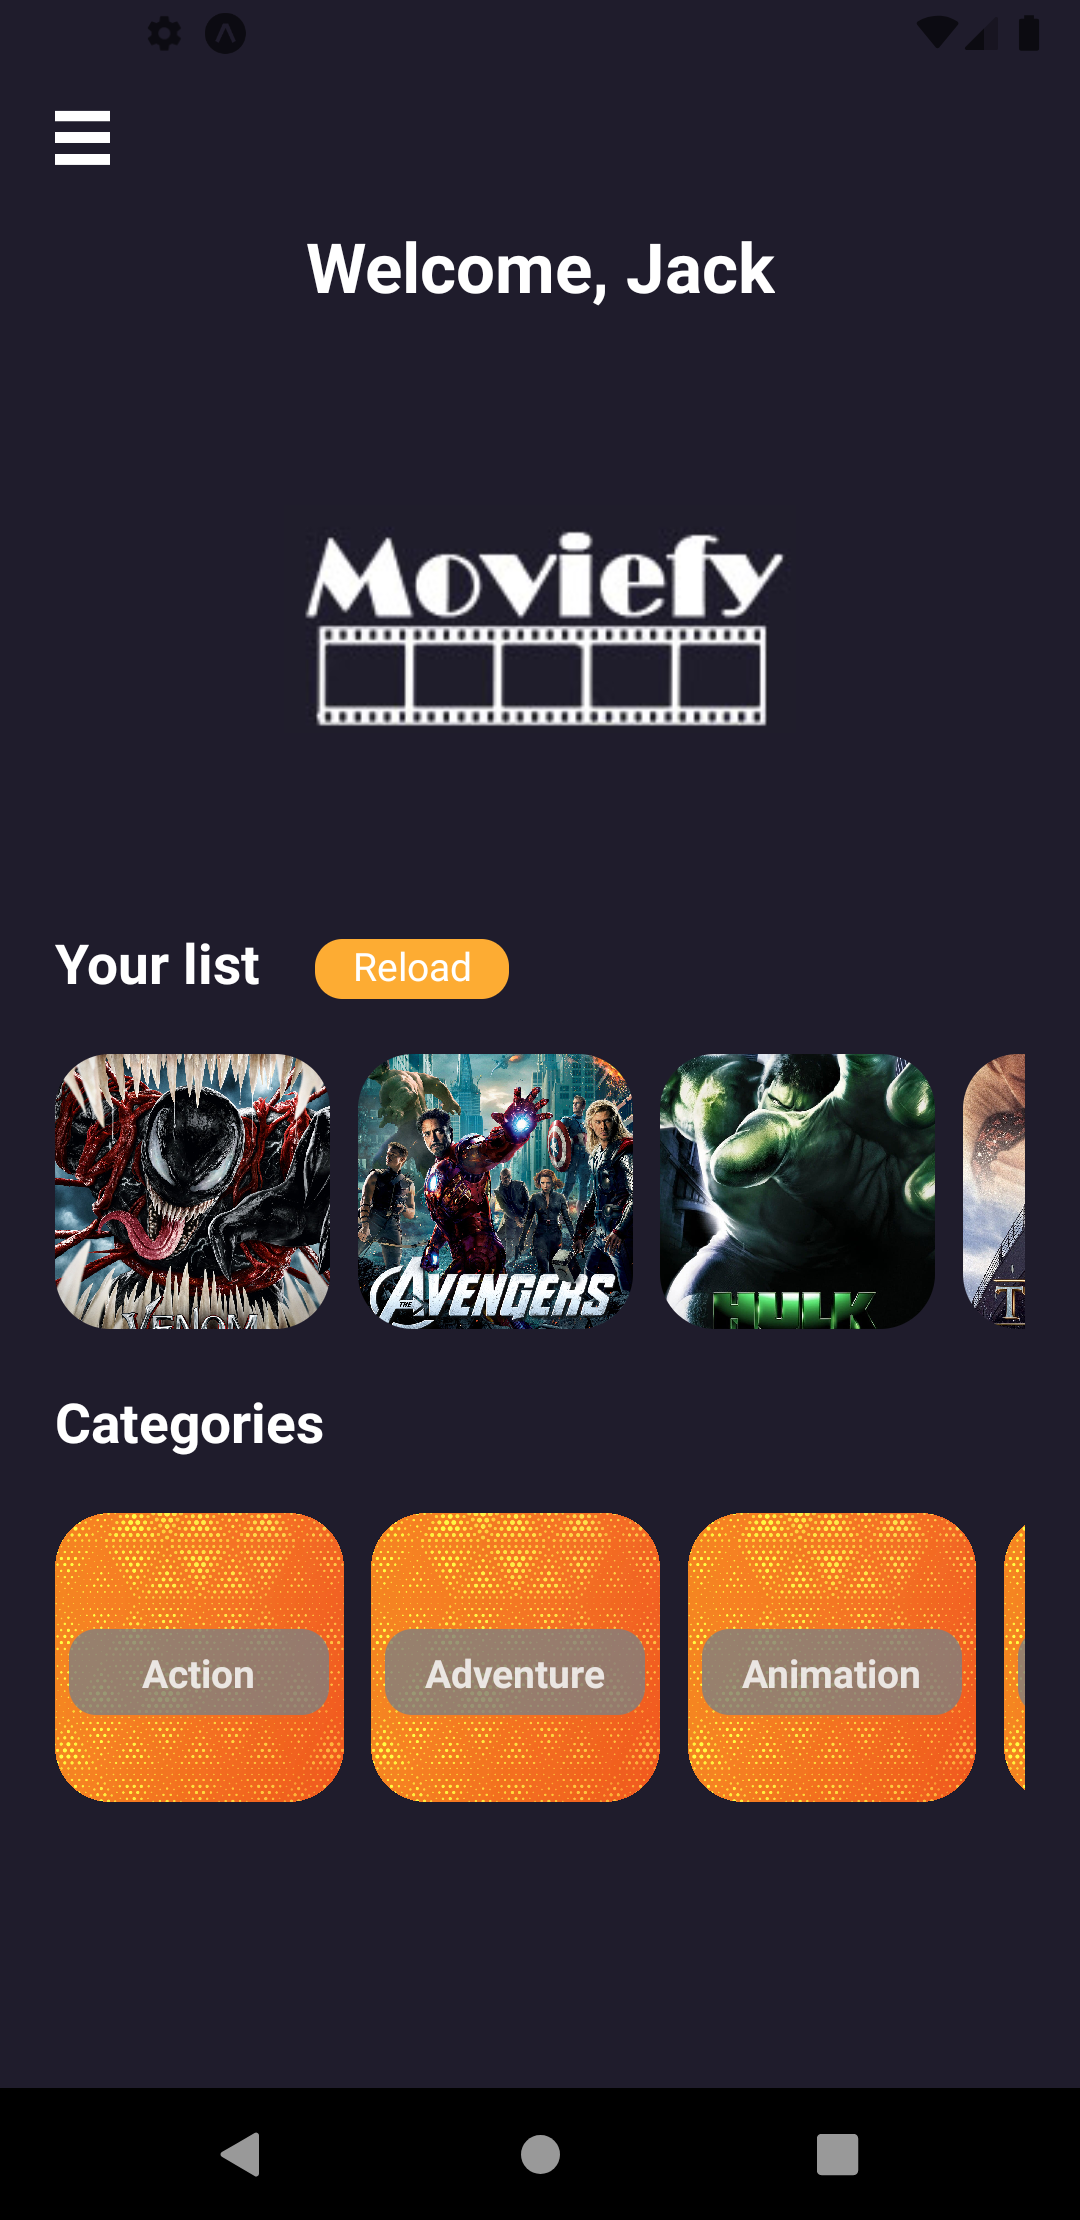 Welcome, Jack
Moviefy
Your list
Reload
VENOM
THE AVENGERS
HULK
T
Categories
Action
Adventure
Animation